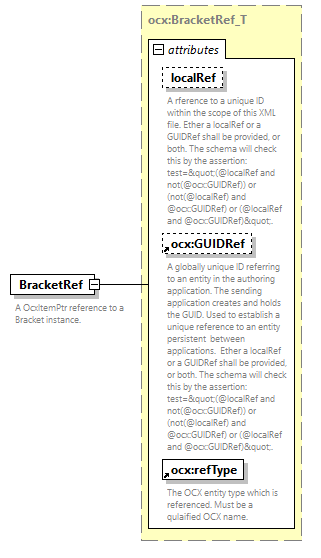 ocx:BracketRef_T
attributes
localRef
A rference to a unique ID
within the scope of this XML
file. Ether a localRef or a
GUIDRef shall be provided, or
both. The schema will check
this by the assertion:
test=&quot;(@localRef and
not(@ocx:GUIDRef)) or
(not(@localRef) and
@ocx:GUIDRef) or (@localRef
and @ocx:GUIDRef)&quot;.
ocx:GUIDRef
A globally unique ID referring
to an entity in the authoring
application. The sending
application creates and holds
the GUID. Used to establish a
unique reference to an entity
persistent  between
applications.  Ether a localRef
or a GUIDRef shall be provided,
or both. The schema will check
this by the assertion:
test=&quot;(@localRef and
not(@ocx:GUIDRef)) or
(not(@localRef) and
@ocx:GUIDRef) or (@localRef
and @ocx:GUIDRef)&quot;.
BracketRef
A OcxItemPtr reference to a
Bracket instance.
ocx:refType
The OCX entity type which is
referenced. Must be a
qulaified OCX name.